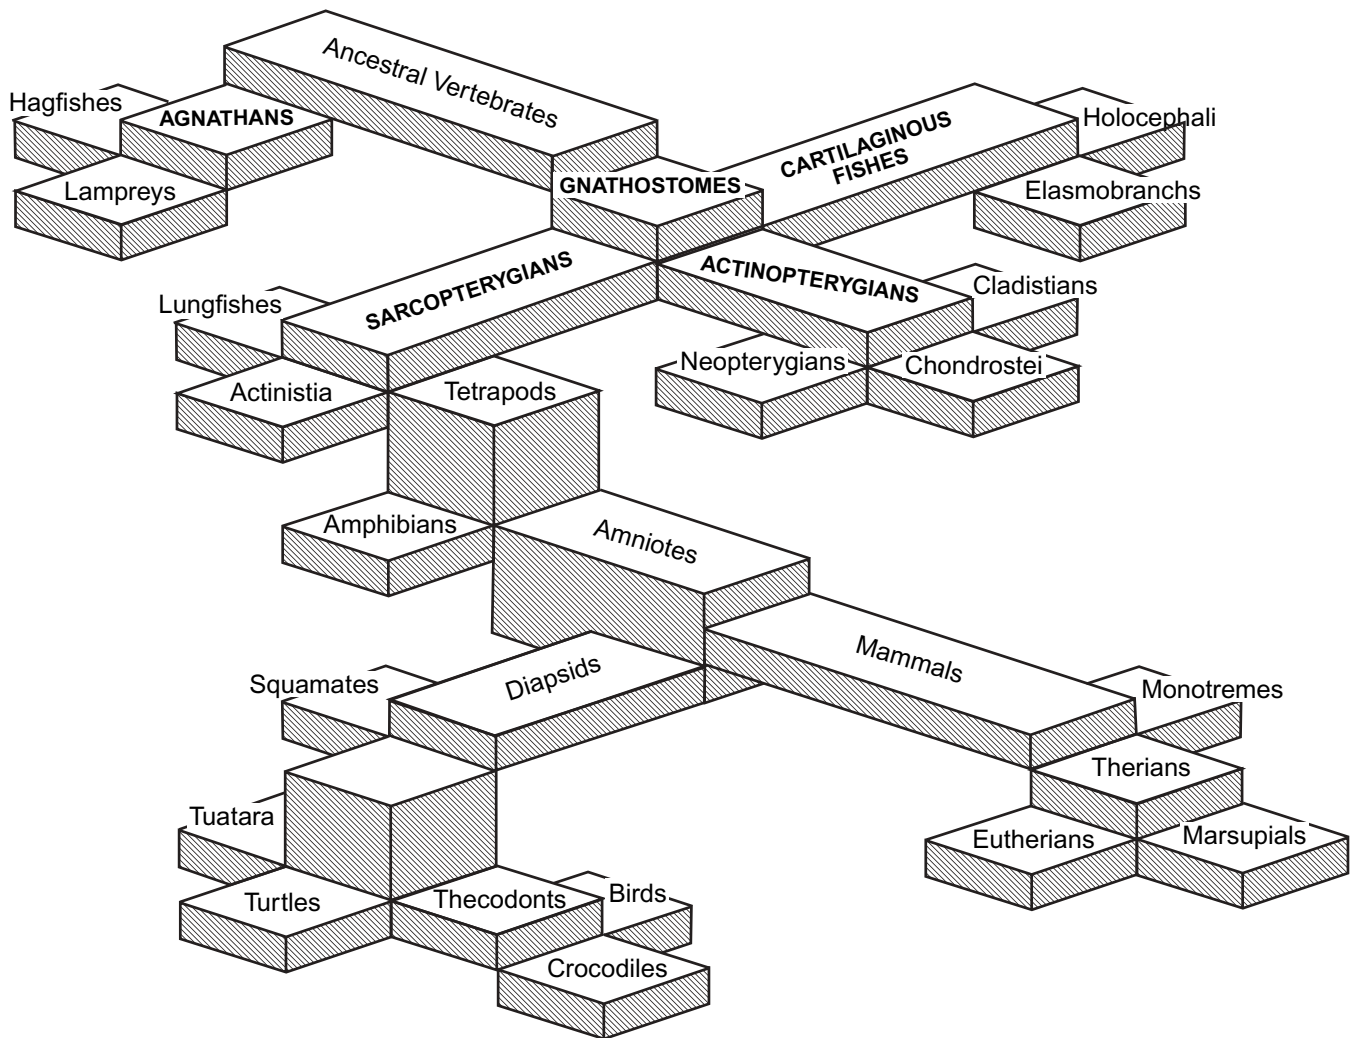 Ancestral Vertebrates
Hagfishes
AGNATHANS
Lampreys
GNATHOSTOMES
CARTILAGINOUS
FISHES
Holocephali
Elasmobranchs
SARCOPTERYGIANS
ACTINOPTERYGIANS
Cladistians
Lungfishes
Neopterygians
Chondrostei
Actinistia
Tetrapods
Amphibians
Amniotes
Diapsids
Mammals
Squamates
Monotremes
Therians
Tuatara
Eutherians
Marsupials
Turtles
Thecodonts
Birds
Crocodiles